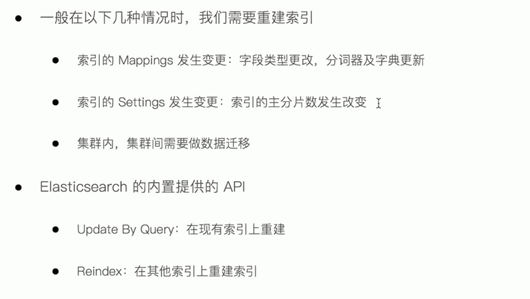 一般在以下几种情况时，我们需要重建索引
索引的 Mappings 发生变更：字段类型更改，分词器及字典更新
索引的 Settings 发生变更：索引的主分片数发生改变
集群内，集群间需要做数据迁移
Elasticsearch 的内置提供的 API
Update By Query：在现有索引上重建
Reindex：在其他索引上重建索引